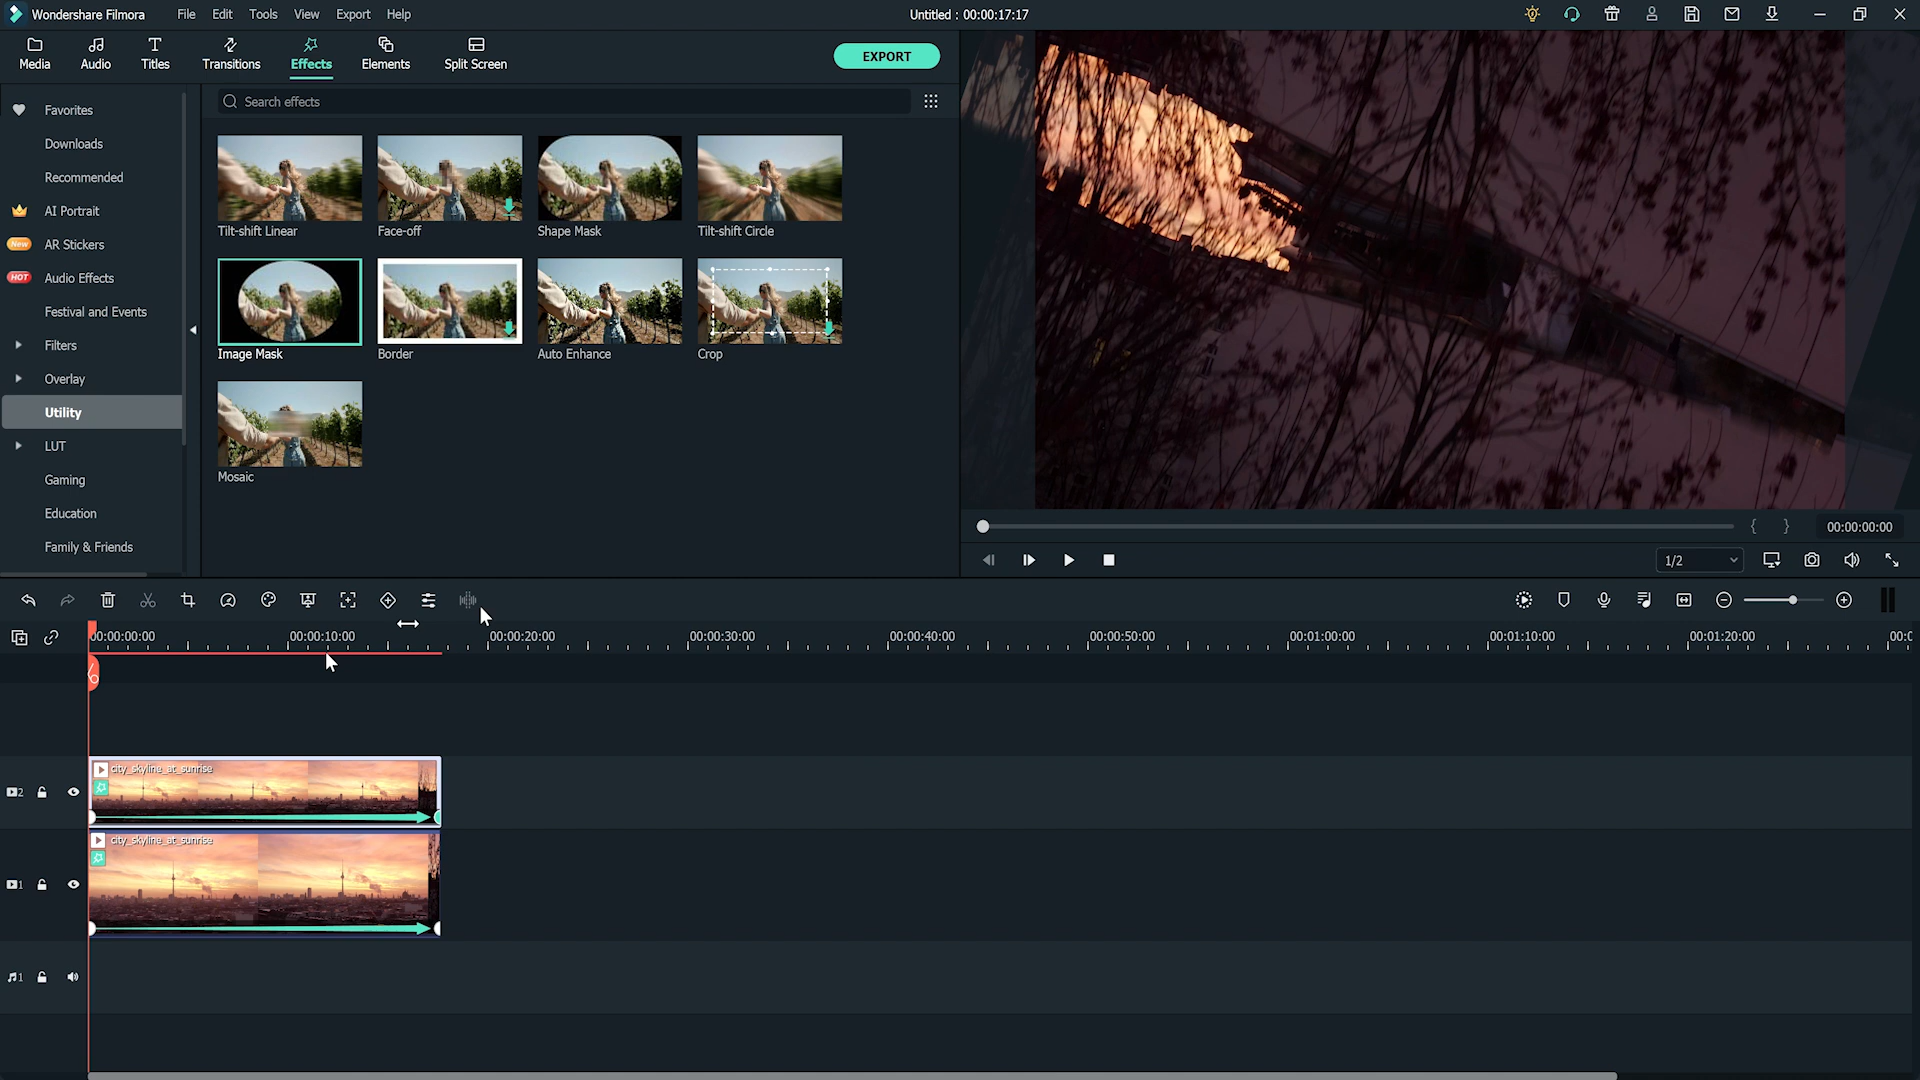 Wondershare Filmora
File Edit Tools View Export Help
Untitled : 00:00:17:17
Media Audio Titles Transitions Effects Elements Split Screen
EXPORT
Search effects
Favorites
Downloads
Recommended
AI Portrait
New AR Stickers
HOT Audio Effects
Festival and Events
Filters
Overlay
Utility
LUT
Gaming
Education
Family & Friends
Tilt-shift Linear
Face-off
Shape Mask
Tilt-shift Circle
Image Mask
Border
Auto Enhance
Crop
Mosaic
{ } 00:00:00:00
1/2
00:00:00:00 00:00:10:00 00:00:20:00 00:00:30:00 00:00:40:00 00:00:50:00 00:01:00:00 00:01:10:00 00:01:20:00
2
city_skyline_at_sunrise
1
city_skyline_at_sunrise
1